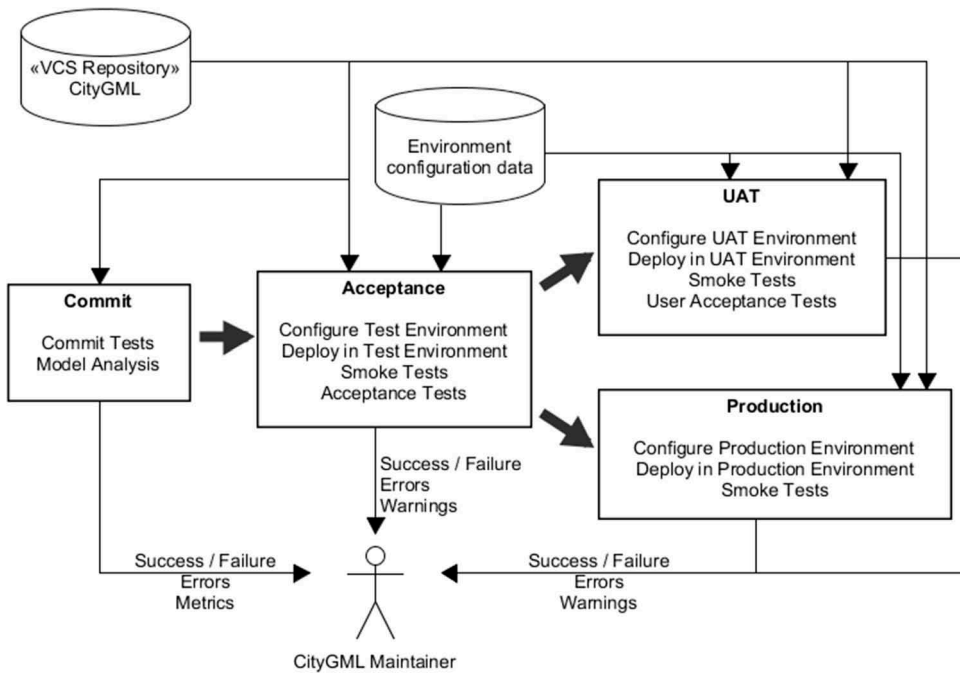 «VCS Repository»
CityGML
Environment
configuration data
UAT
Configure UAT Environment
Deploy in UAT Environment
Smoke Tests
User Acceptance Tests
Commit
Commit Tests
Model Analysis
Acceptance
Configure Test Environment
Deploy in Test Environment
Smoke Tests
Acceptance Tests
Production
Configure Production Environment
Deploy in Production Environment
Smoke Tests
Success / Failure
Errors
Warnings
Success / Failure
Errors
Metrics
Success / Failure
Errors
Warnings
CityGML Maintainer